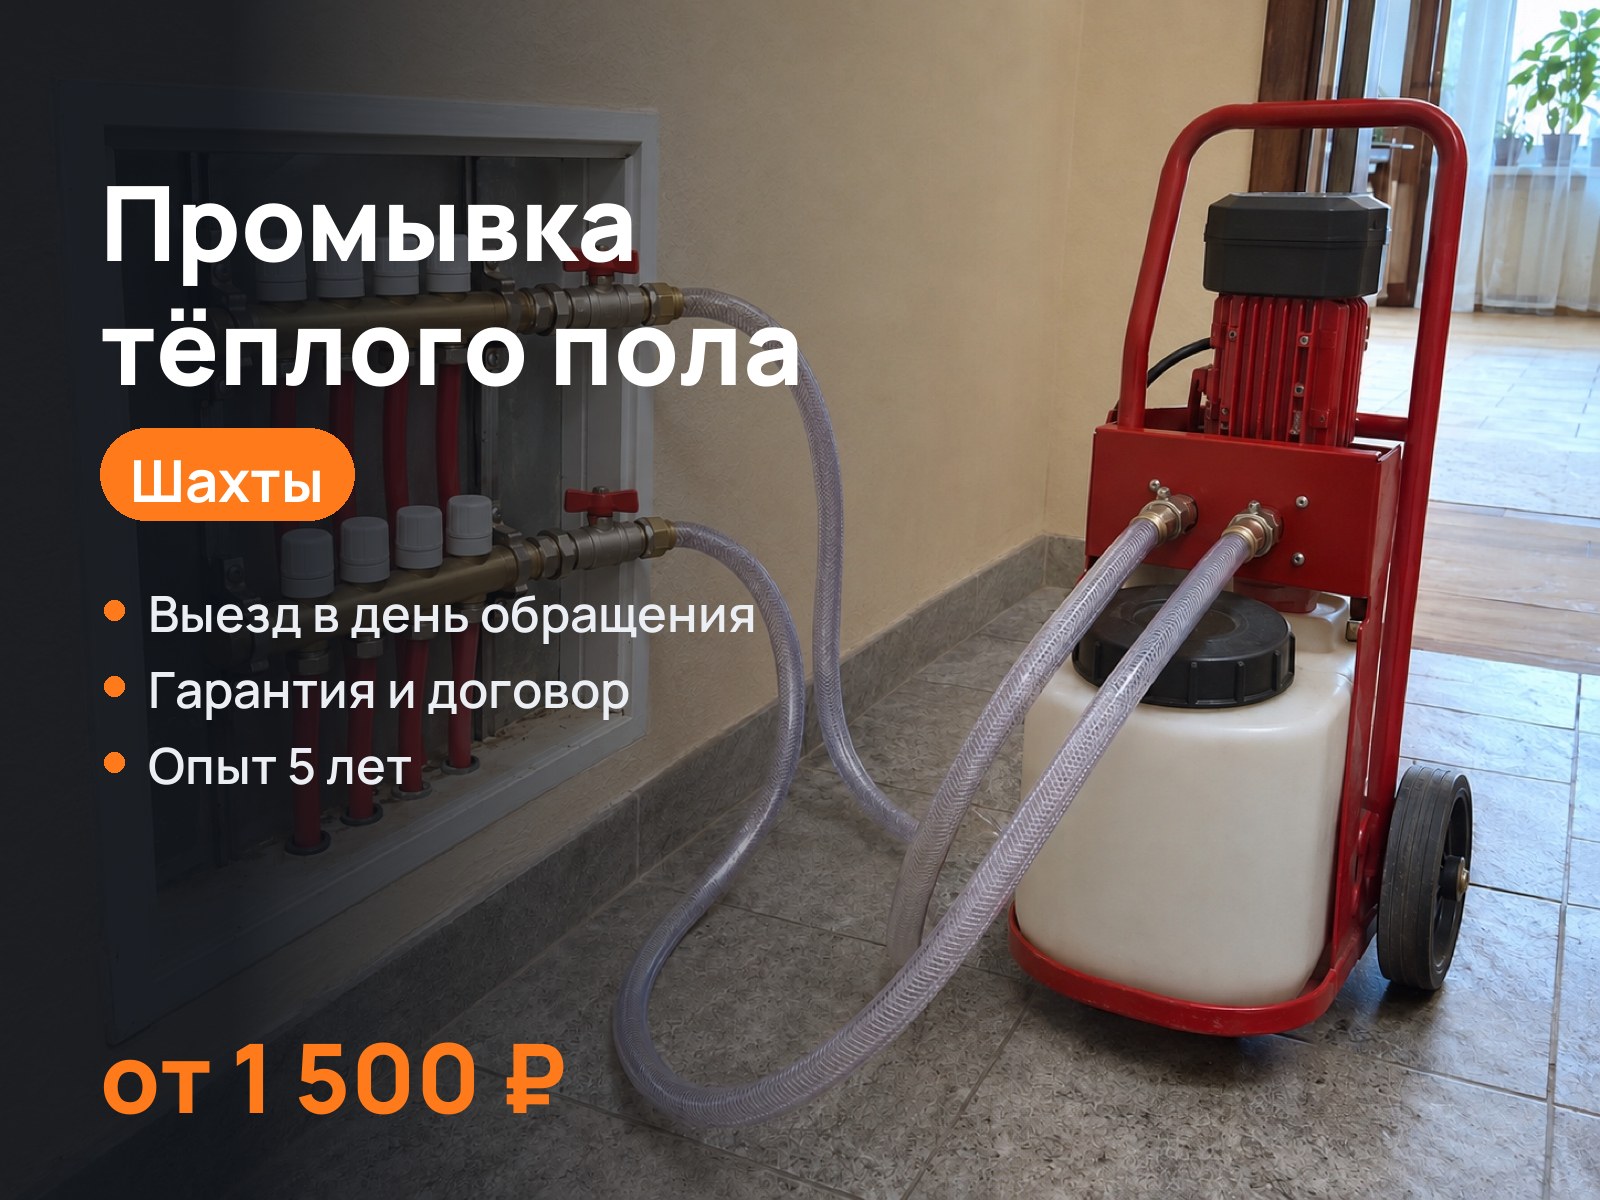 Промывка
тёплого пола
Шахты
Выезд в день обращения
Гарантия и договор
Опыт 5 лет
от 1 500 ₽